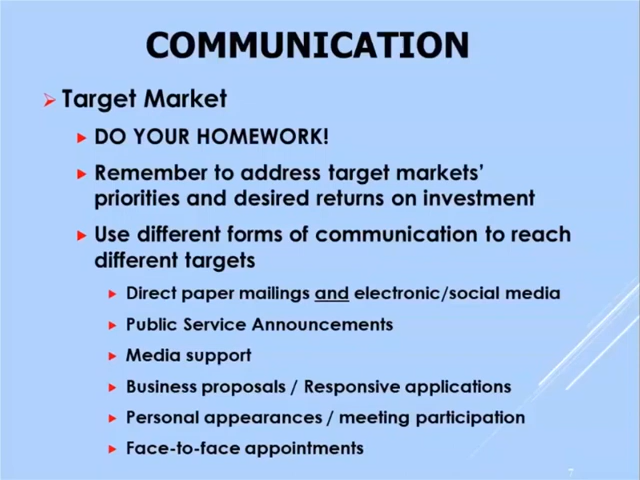 COMMUNICATION
Target Market
DO YOUR HOMEWORK!
Remember to address target markets’
priorities and desired returns on investment
Use different forms of communication to reach
different targets
Direct paper mailings and electronic/social media
Public Service Announcements
Media support
Business proposals / Responsive applications
Personal appearances / meeting participation
Face-to-face appointments
7